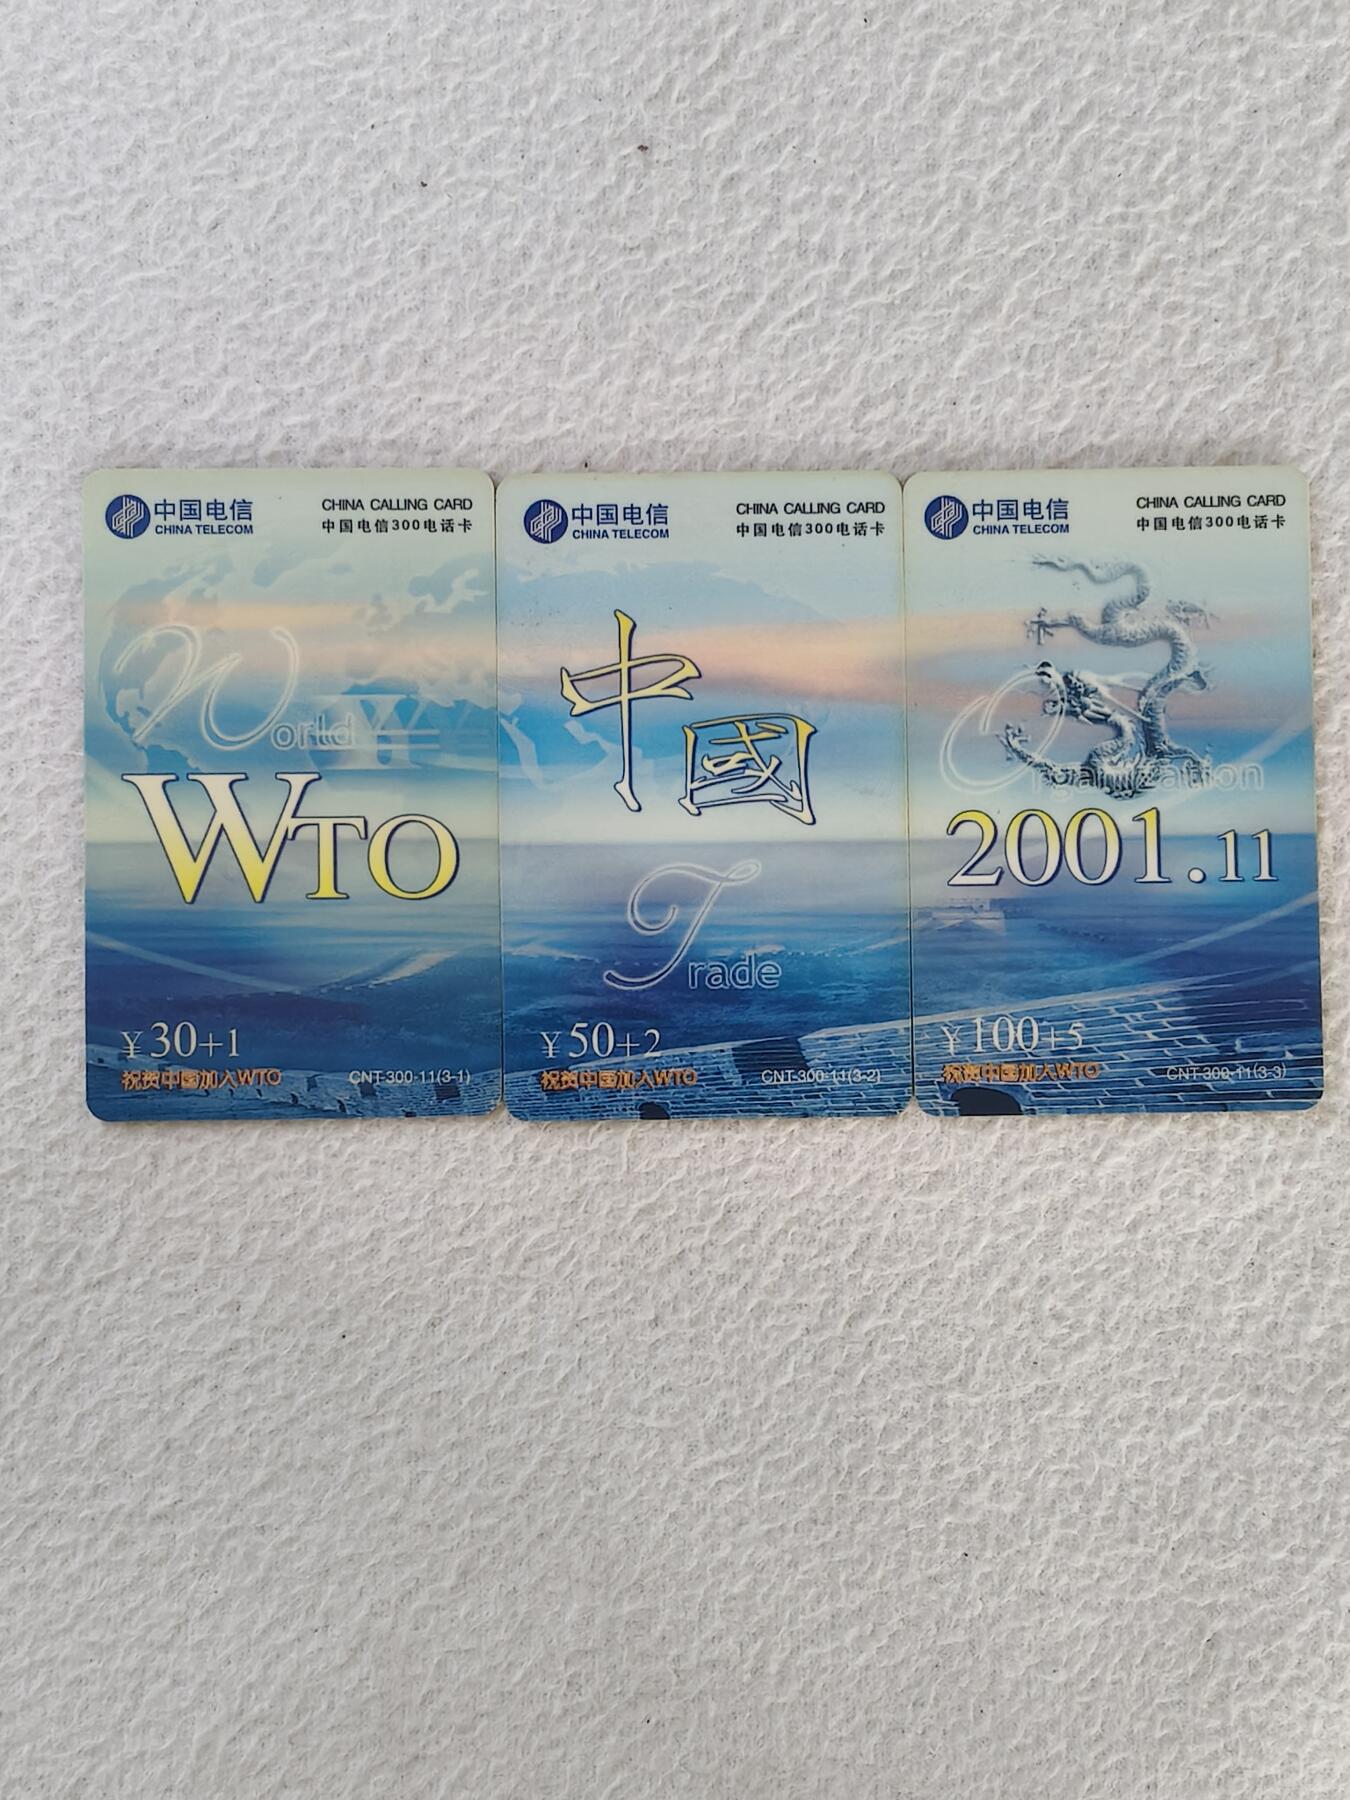 中国电信
CHINA TELECOM
CHINA CALLING CARD
中国电信300电话卡
World
WTO
¥30+1
祝贺中国加入WTO
CNT-300-11(3-1)
中国电信
CHINA TELECOM
CHINA CALLING CARD
中国电信300电话卡
中國
Trade
¥50+2
祝贺中国加入WTO
CNT-300-11(3-2)
中国电信
CHINA TELECOM
CHINA CALLING CARD
中国电信300电话卡
Organization
2001.11
¥100+5
祝贺中国加入WTO
CNT-300-11(3-3)